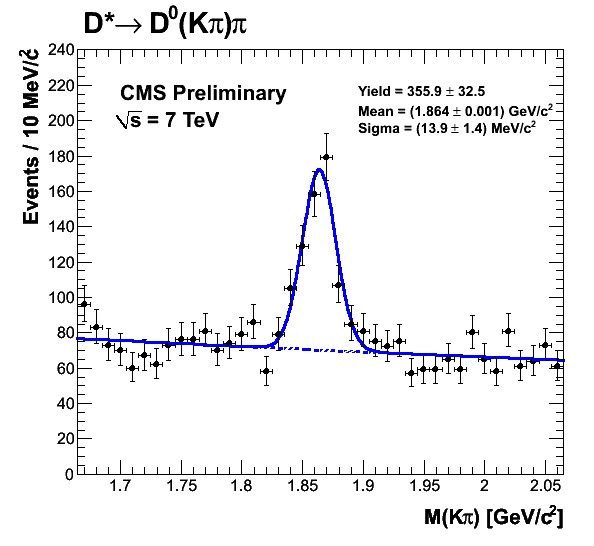 D*→ D⁰(Kπ)π
Events / 10 MeV/c²
CMS Preliminary
√s = 7 TeV
Yield = 355.9 ± 32.5
Mean = (1.864 ± 0.001) GeV/c²
Sigma = (13.9 ± 1.4) MeV/c²
240
220
200
180
160
140
120
100
80
60
40
20
0
1.7 1.75 1.8 1.85 1.9 1.95 2 2.05
M(Kπ) [GeV/c²]